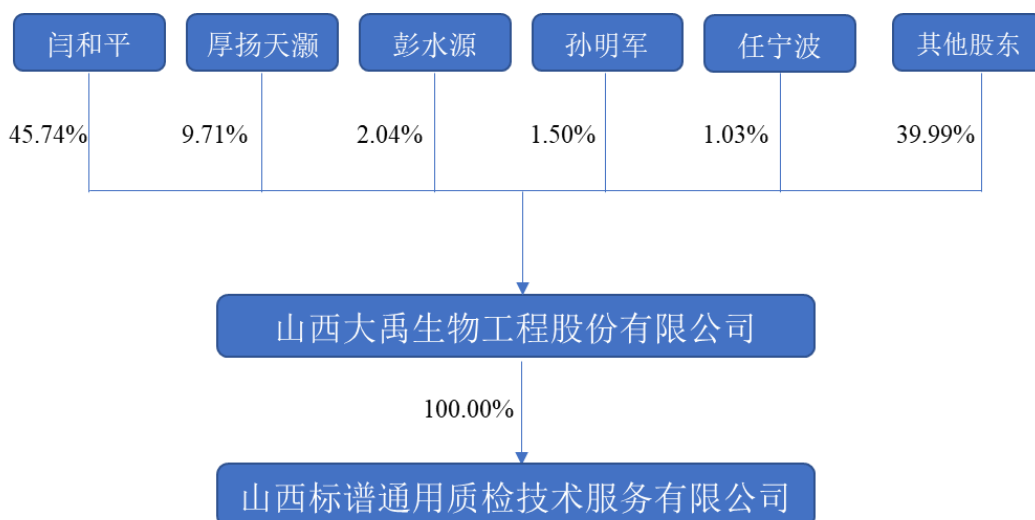 闫和平
厚扬天灏
彭水源
孙明军
任宁波
其他股东
45.74%
9.71%
2.04%
1.50%
1.03%
39.99%
山西大禹生物工程股份有限公司
100.00%
山西标谱通用质检技术服务有限公司